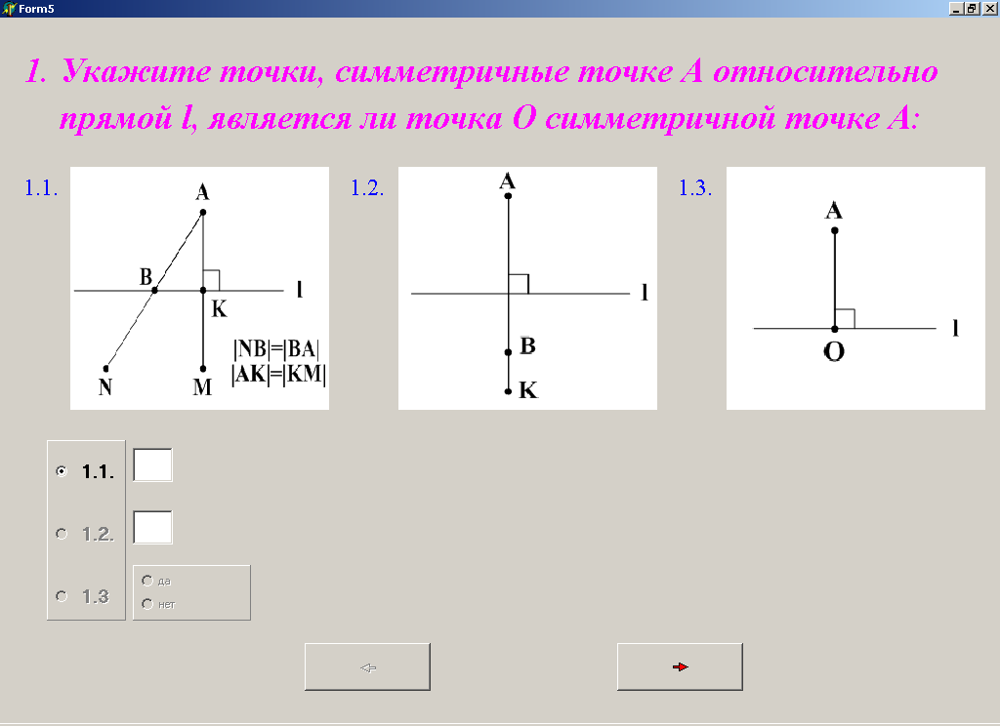 Form5
1. Укажите точки, симметричные точке A относительно
прямой l, является ли точка O симметричной точке A:
1.1.
A
B
l
K
|NB|=|BA|
|AK|=|KM|
N
M
1.2.
A
l
B
K
1.3.
A
l
O
1.1.
1.2.
1.3
да
нет